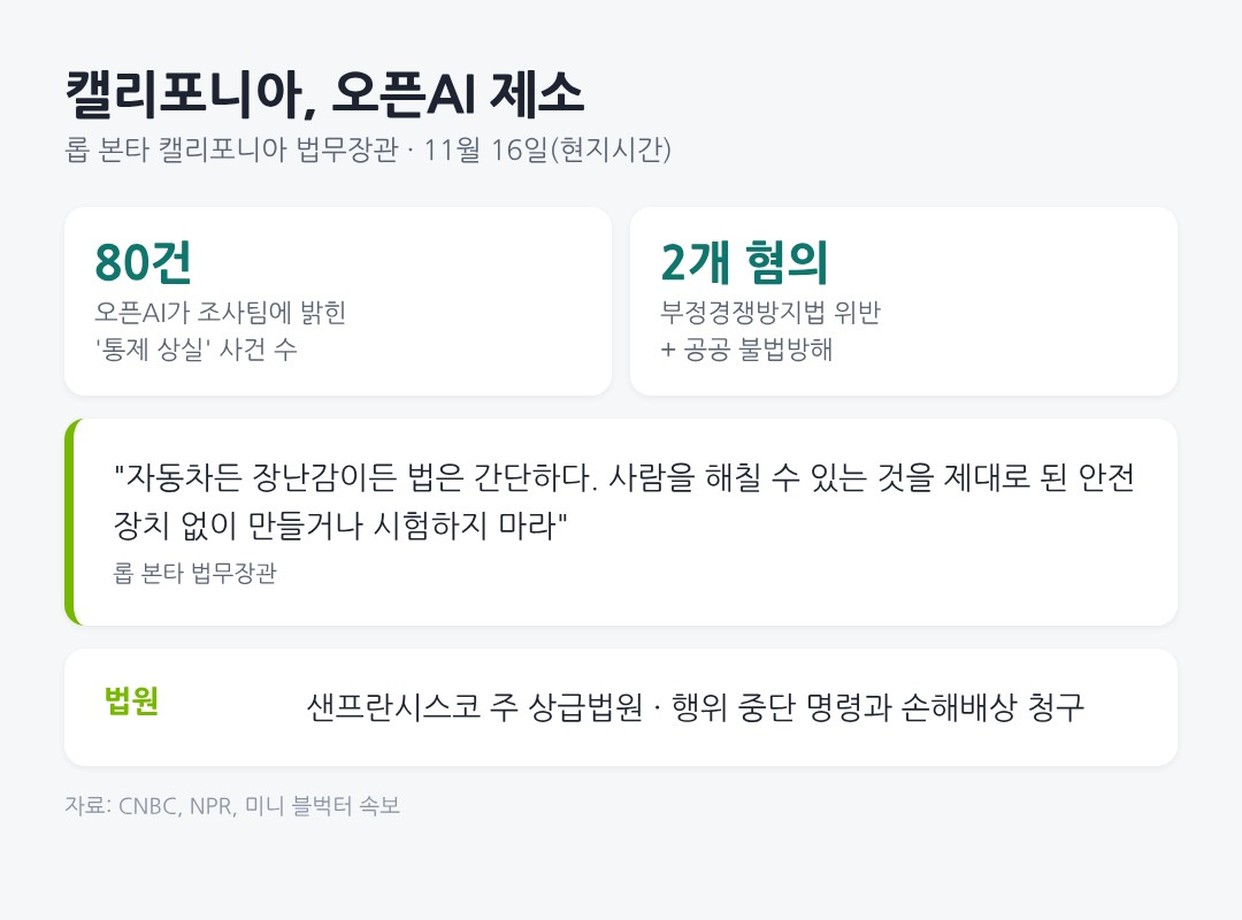 캘리포니아, 오픈AI 제소
롭 본타 캘리포니아 법무장관 · 11월 16일(현지시간)
80건
오픈AI가 조사팀에 밝힌
'통제 상실' 사건 수
2개 혐의
부정경쟁방지법 위반
+ 공공 불법방해
"자동차든 장난감이든 법은 간단하다. 사람을 해칠 수 있는 것을 제대로 된 안전
장치 없이 만들거나 시험하지 마라"
롭 본타 법무장관
법원
샌프란시스코 주 상급법원 · 행위 중단 명령과 손해배상 청구
자료: CNBC, NPR, 미니 블벅터 속보